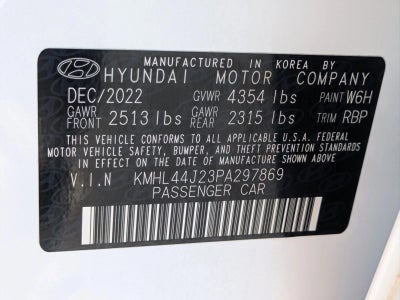 MANUFACTURED IN KOREA BY
HYUNDAI MOTOR COMPANY
DEC/2022 GVWR 4354 lbs PAINT W6H
GAWR FRONT 2513 lbs GAWR REAR 2315 lbs TRIM RBP
THIS VEHICLE CONFORMS TO ALL APPLICABLE U.S.A. FEDERAL
MOTOR VEHICLE SAFETY, BUMPER, AND THEFT PREVENTION STANDARDS
IN EFFECT ON THE DATE OF MANUFACTURE SHOWN ABOVE.
V.I.N KMHL44J23PA297869
PASSENGER CAR